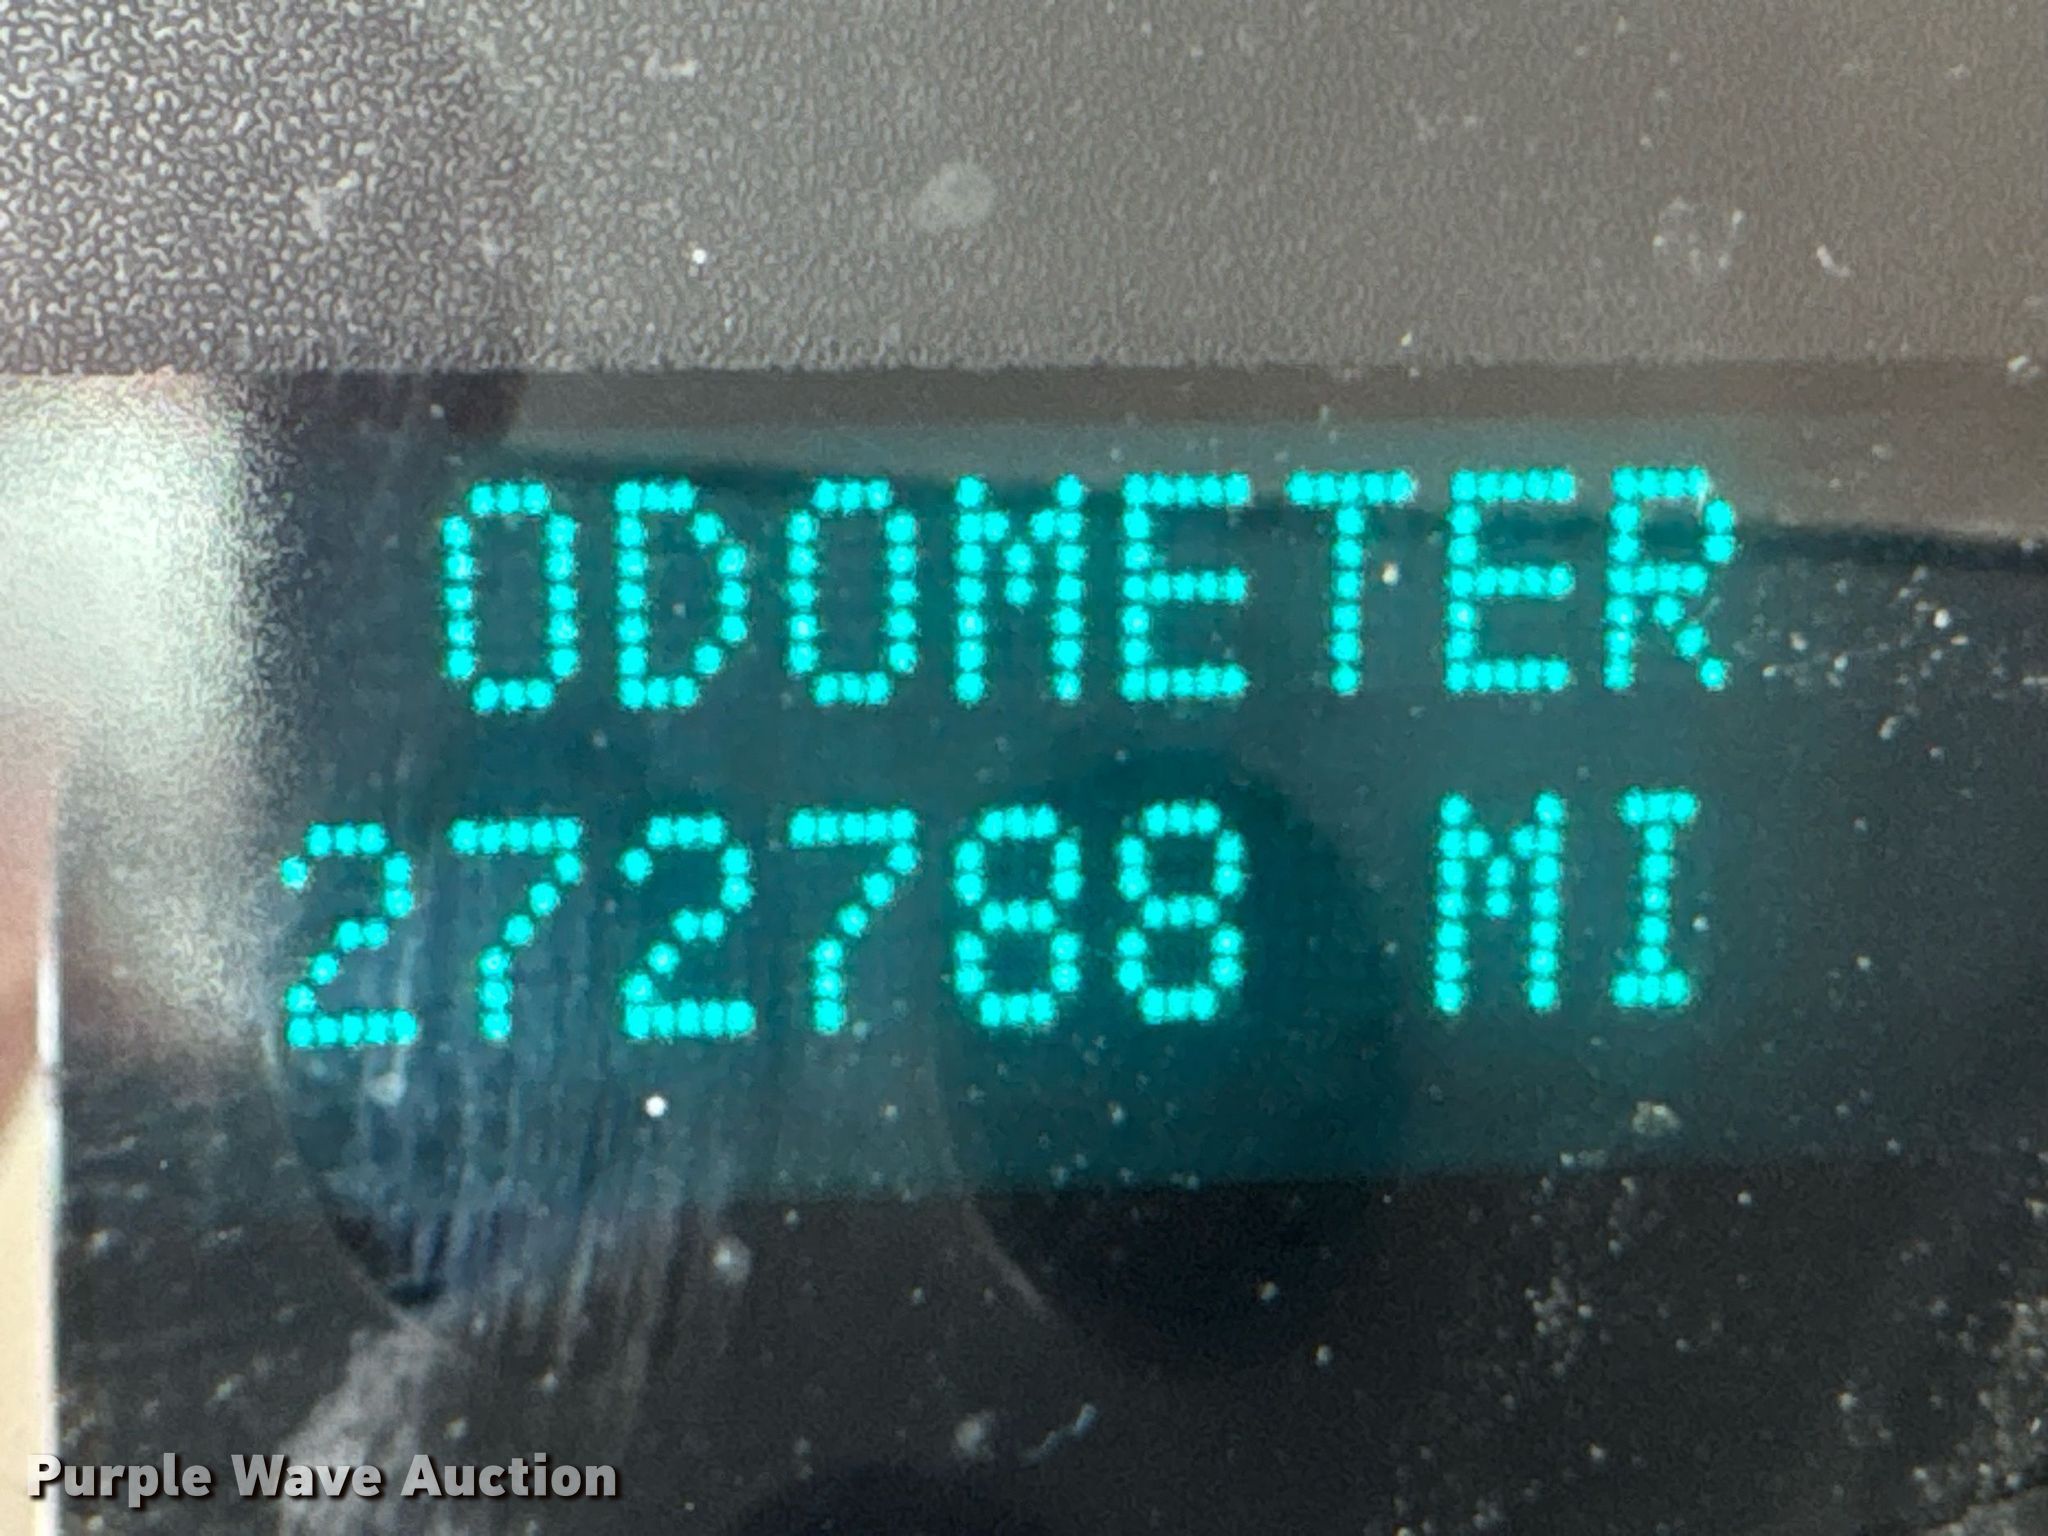 ODOMETER
272788 MI
Purple Wave Auction